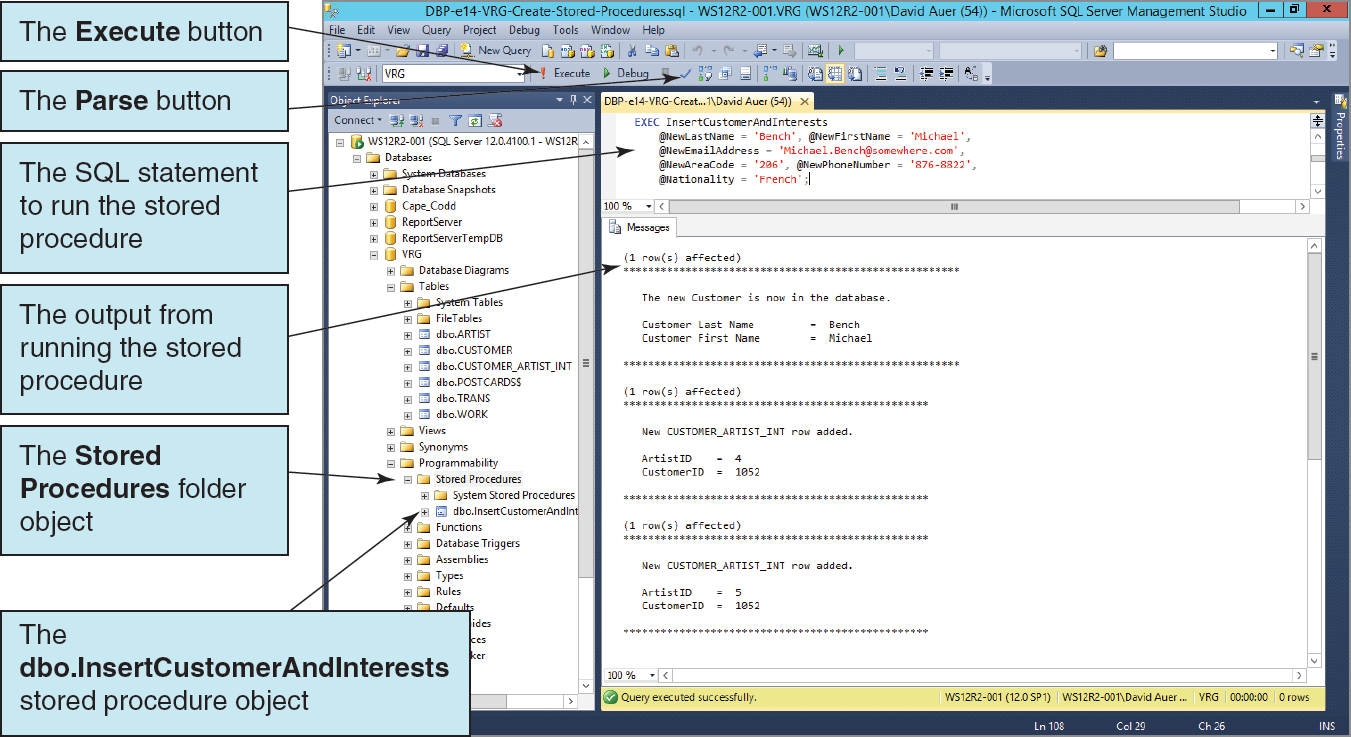 The Execute button
The Parse button
The SQL statement
to run the stored
procedure
The output from
running the stored
procedure
The Stored
Procedures folder
object
The
dbo.InsertCustomerAndInterests
stored procedure object
DBP-e14-VRG-Create-Stored-Procedures.sql - WS12R2-001.VRG (WS12R2-001\David Auer (54)) - Microsoft SQL Server Management Studio
File Edit View Query Project Debug Tools Window Help
New Query
VRG Execute Debug
Object Explorer
Connect
WS12R2-001 (SQL Server 12.0.4100.1 - WS12R
Databases
System Databases
Database Snapshots
Cape_Codd
ReportServer
ReportServerTempDB
VRG
Database Diagrams
Tables
System Tables
FileTables
dbo.ARTIST
dbo.CUSTOMER
dbo.CUSTOMER_ARTIST_INT
dbo.POSTCARDS$
dbo.TRANS
dbo.WORK
Views
Synonyms
Programmability
Stored Procedures
System Stored Procedures
dbo.InsertCustomerAndInt
Functions
Database Triggers
Assemblies
Types
Rules
Defaults
ides
ces
ker
DBP-e14-VRG-Creat...1\David Auer (54))
EXEC InsertCustomerAndInterests
@NewLastName = 'Bench', @NewFirstName = 'Michael',
@NewEmailAddress = 'Michael.Bench@somewhere.com',
@NewAreaCode = '206', @NewPhoneNumber = '876-8822',
@Nationality = 'French';
100 %
Messages
(1 row(s) affected)
******************************************************
The new Customer is now in the database.
Customer Last Name = Bench
Customer First Name = Michael
******************************************************
(1 row(s) affected)
*************************************************
New CUSTOMER_ARTIST_INT row added.
ArtistID = 4
CustomerID = 1052
*************************************************
(1 row(s) affected)
*************************************************
New CUSTOMER_ARTIST_INT row added.
ArtistID = 5
CustomerID = 1052
*************************************************
100 %
Query executed successfully. WS12R2-001 (12.0 SP1) WS12R2-001\David Auer ... VRG 00:00:00 0 rows
Properties
Ln 108 Col 29 Ch 26 INS